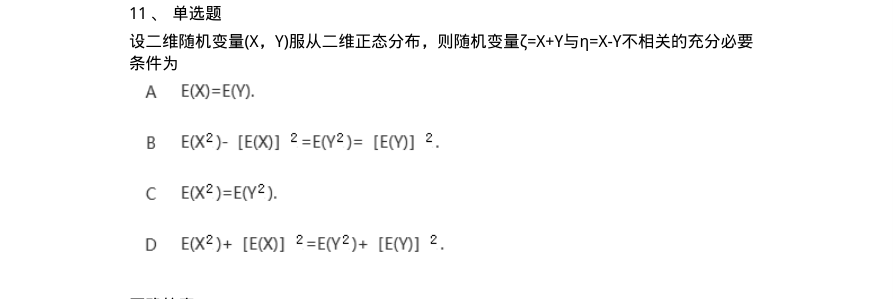 11 、 单选题
设二维随机变量(X，Y)服从二维正态分布，则随机变量ζ=X+Y与η=X-Y不相关的充分必要
条件为
A E(X)=E(Y).
B E(X²)- [E(X)] ²=E(Y²)= [E(Y)] ².
C E(X²)=E(Y²).
D E(X²)+ [E(X)] ²=E(Y²)+ [E(Y)] ².